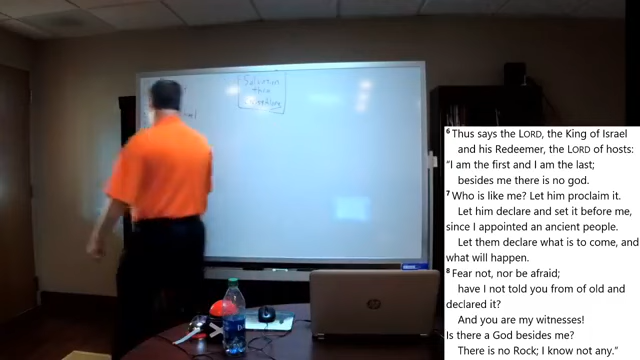 Salvation
thru
6 Thus says the LORD, the King of Israel
and his Redeemer, the LORD of hosts:
"I am the first and I am the last;
besides me there is no god.
7 Who is like me? Let him proclaim it.
Let him declare and set it before me,
since I appointed an ancient people.
Let them declare what is to come, and
what will happen.
8 Fear not, nor be afraid;
have I not told you from of old and
declared it?
And you are my witnesses!
Is there a God besides me?
There is no Rock; I know not any."
hp